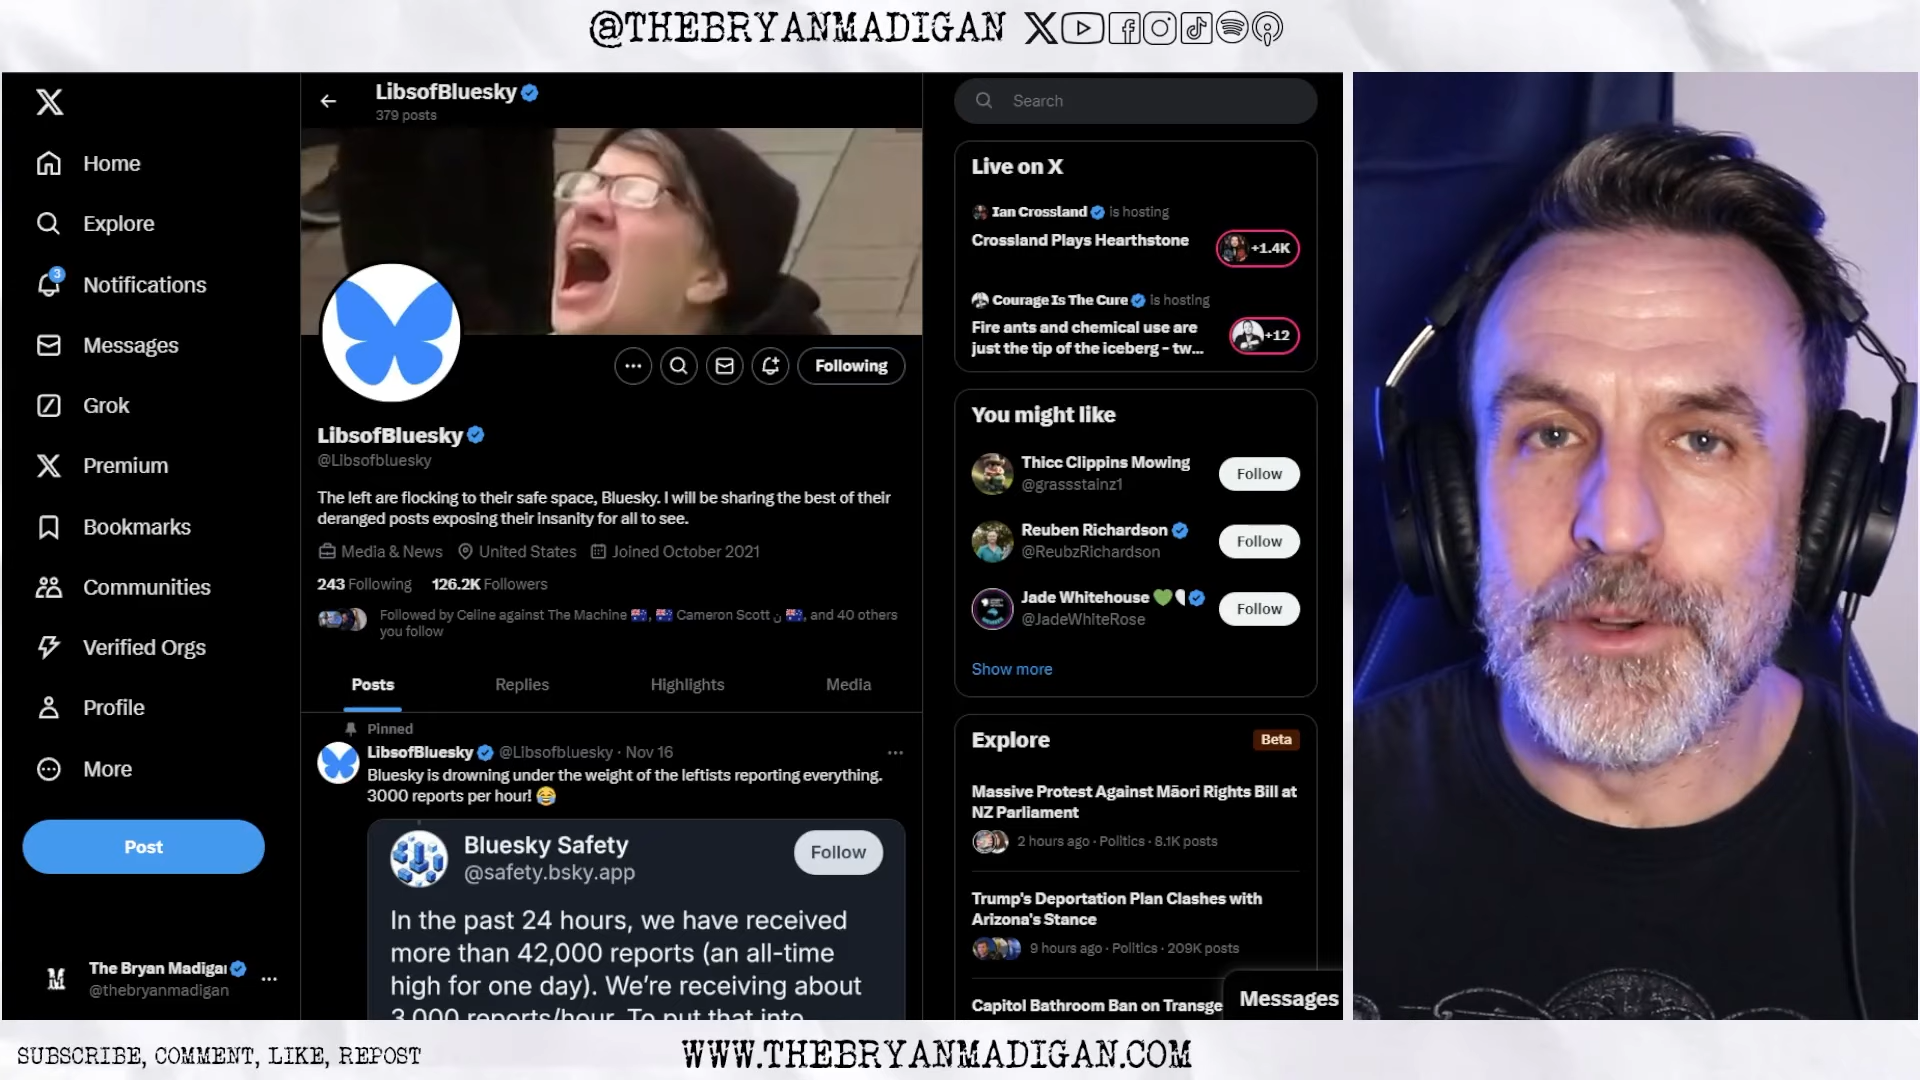 @THEBRYANMADIGAN
LibsofBluesky
379 posts
Home
Explore
3
Notifications
Messages
Grok
Premium
Bookmarks
Communities
Verified Orgs
Profile
More
Post
The Bryan Madigan
@thebryanmadigan
Following
LibsofBluesky
@Libsofbluesky
The left are flocking to their safe space, Bluesky. I will be sharing the best of their
deranged posts exposing their insanity for all to see.
Media & News United States Joined October 2021
243 Following 126.2K Followers
Followed by Celine against The Machine 🇦🇺, 🇦🇺 Cameron Scott ن 🇦🇺, and 40 others
you follow
Posts Replies Highlights Media
Pinned
LibsofBluesky @Libsofbluesky · Nov 16
Bluesky is drowning under the weight of the leftists reporting everything.
3000 reports per hour! 😂
Bluesky Safety
@safety.bsky.app
Follow
In the past 24 hours, we have received
more than 42,000 reports (an all-time
high for one day). We're receiving about
3,000 reports/hour. To put that into
Search
Live on X
Ian Crossland is hosting
Crossland Plays Hearthstone
+1.4K
Courage Is The Cure is hosting
Fire ants and chemical use are
just the tip of the iceberg - tw...
+12
You might like
Thicc Clippins Mowing
@grassstainz1
Follow
Reuben Richardson
@ReubzRichardson
Follow
Jade Whitehouse 💚
@JadeWhiteRose
Follow
Show more
Explore
Beta
Massive Protest Against Māori Rights Bill at
NZ Parliament
2 hours ago · Politics · 8.1K posts
Trump's Deportation Plan Clashes with
Arizona's Stance
9 hours ago · Politics · 209K posts
Capitol Bathroom Ban on Transge
Messages
SUBSCRIBE, COMMENT, LIKE, REPOST
WWW.THEBRYANMADIGAN.COM